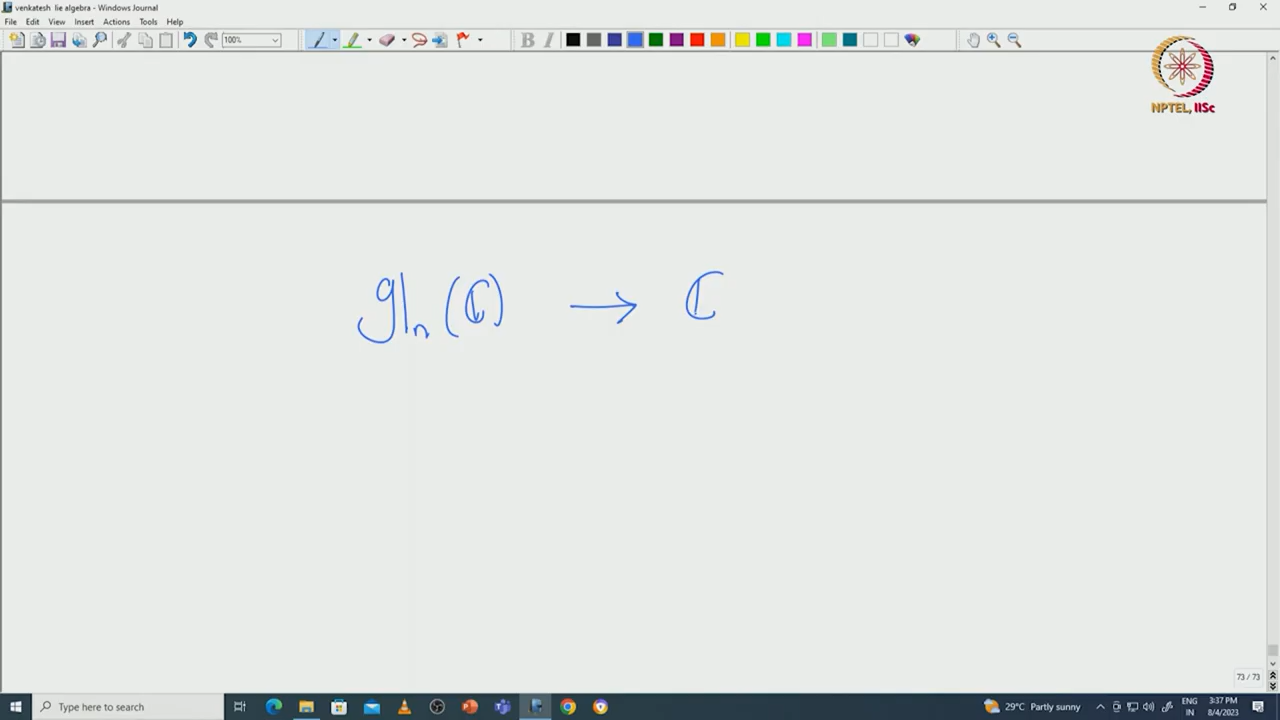 venkatesh lie algebra - Windows Journal
File Edit View Insert Actions Tools Help
100%
B I
NPTEL, IISc
gln (ℂ) → ℂ
73 / 73
Type here to search
29°C Partly sunny
ENG
IN
3:37 PM
8/4/2023